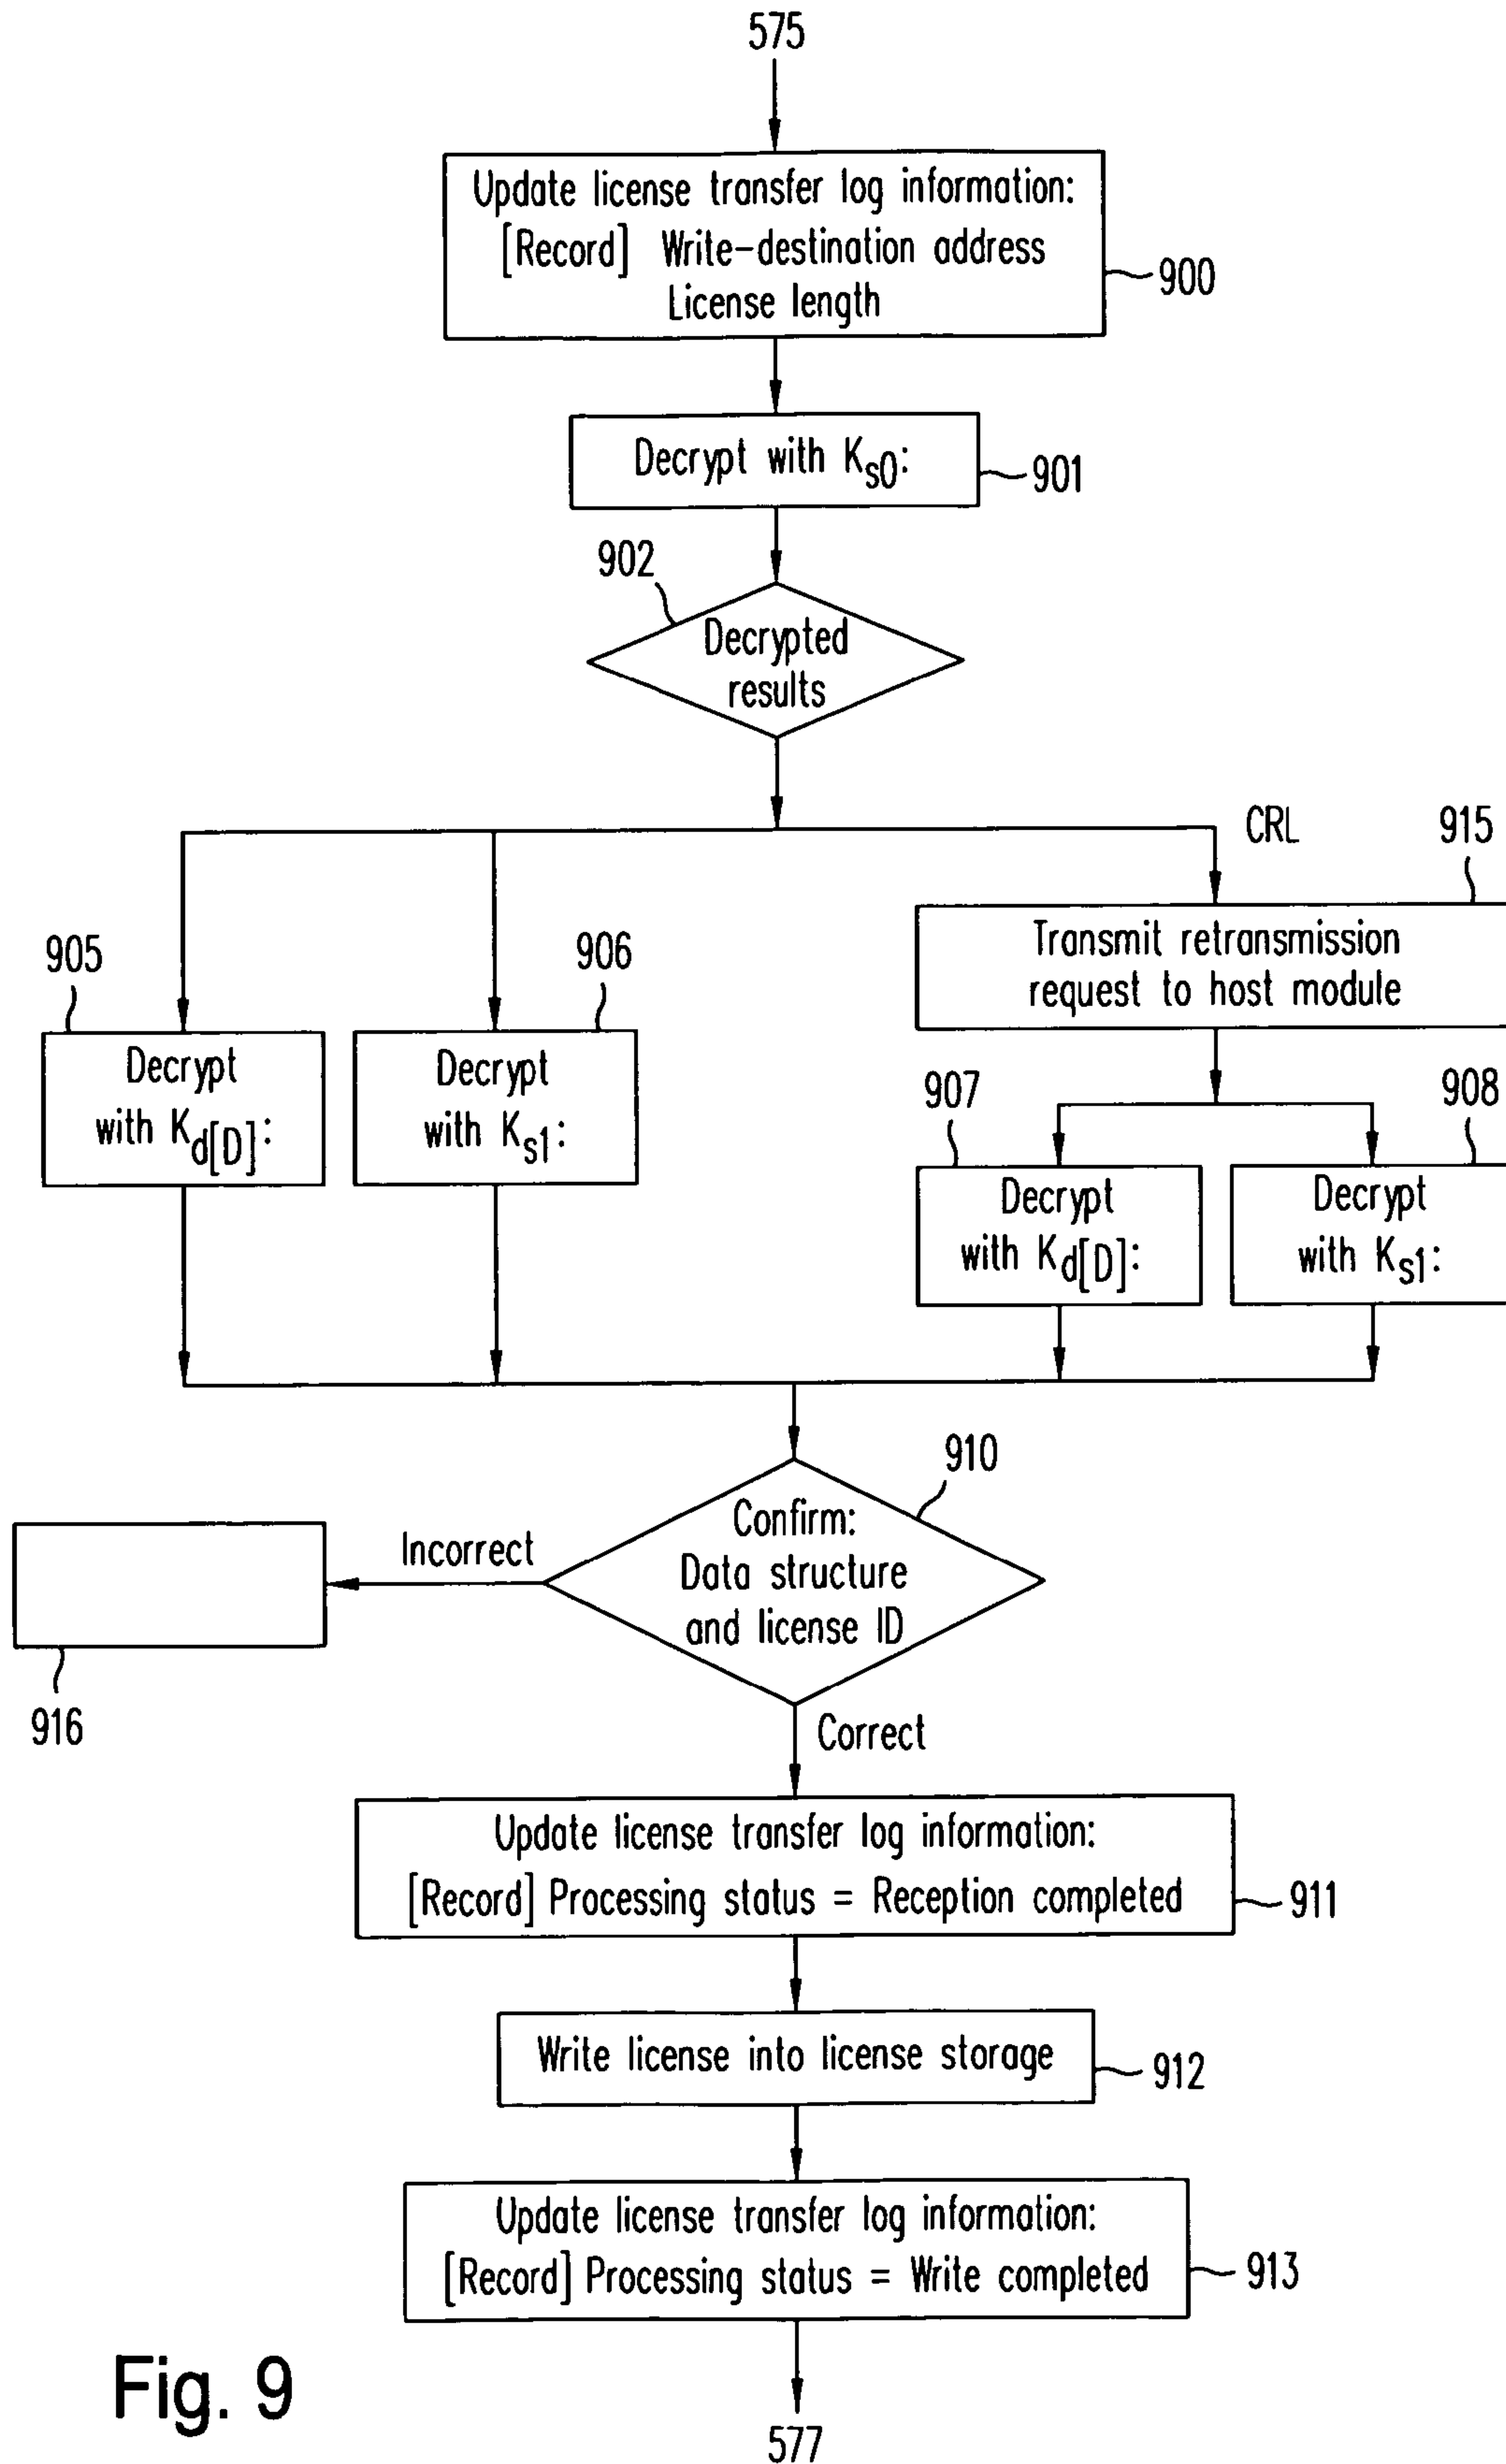 575
Update license transfer log information:
[Record] Write-destination address
License length
900
Decrypt with Ks0:
901
902
Decrypted
results
CRL
915
Transmit retransmission
request to host module
905
Decrypt
with Kd[D]:
906
Decrypt
with Ks1:
907
Decrypt
with Kd[D]:
908
Decrypt
with Ks1:
910
Confirm:
Data structure
and license ID
Incorrect
916
Correct
Update license transfer log information:
[Record] Processing status = Reception completed
911
Write license into license storage
912
Update license transfer log information:
[Record] Processing status = Write completed
913
577
Fig. 9